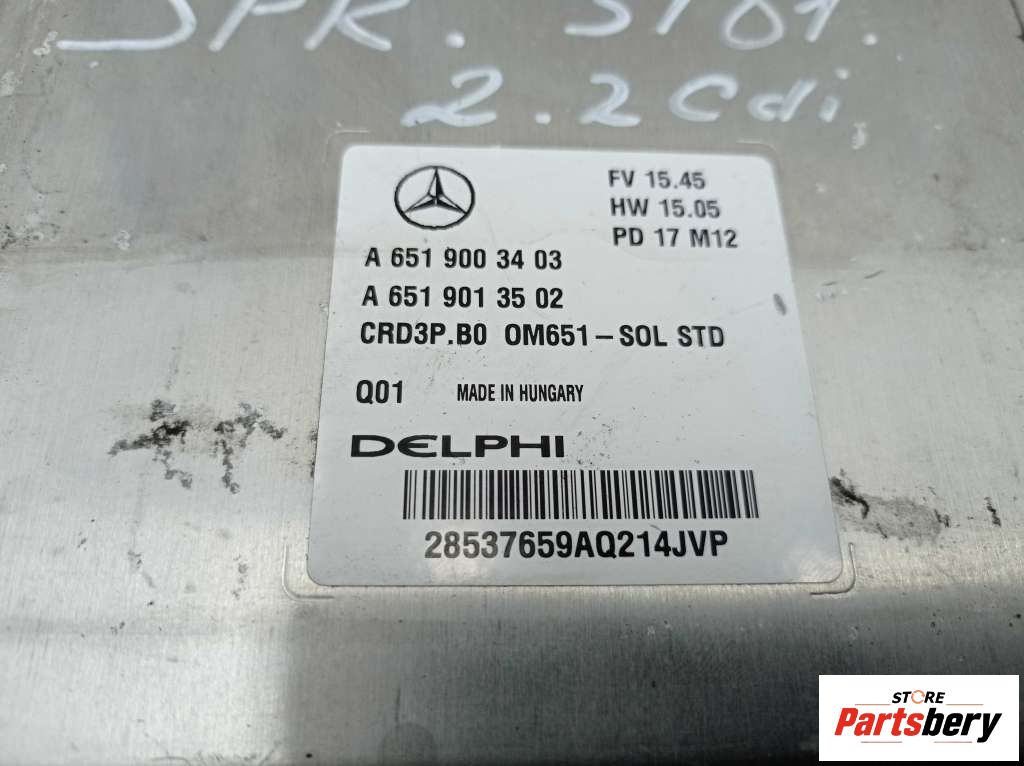 SPR.
2.2Cdi
FV 15.45
HW 15.05
PD 17 M12
A 651 900 34 03
A 651 901 35 02
CRD3P.B0 OM651-SOL STD
Q01 MADE IN HUNGARY
DELPHI
28537659AQ214JVP
STORE
Partsbery